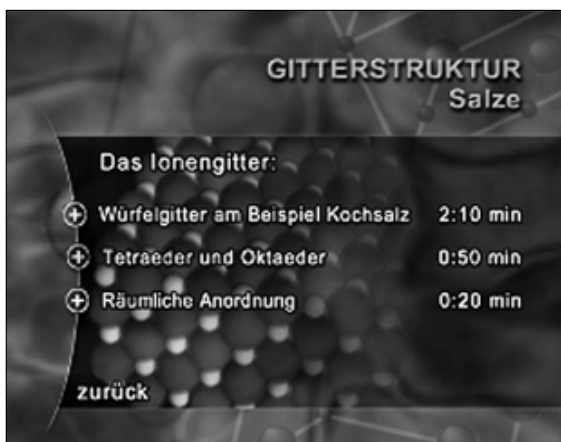 GITTERSTRUKTUR
Salze
Das Ionengitter:
Würfelgitter am Beispiel Kochsalz 2:10 min
Tetraeder und Oktaeder 0:50 min
Räumliche Anordnung 0:20 min
zurück